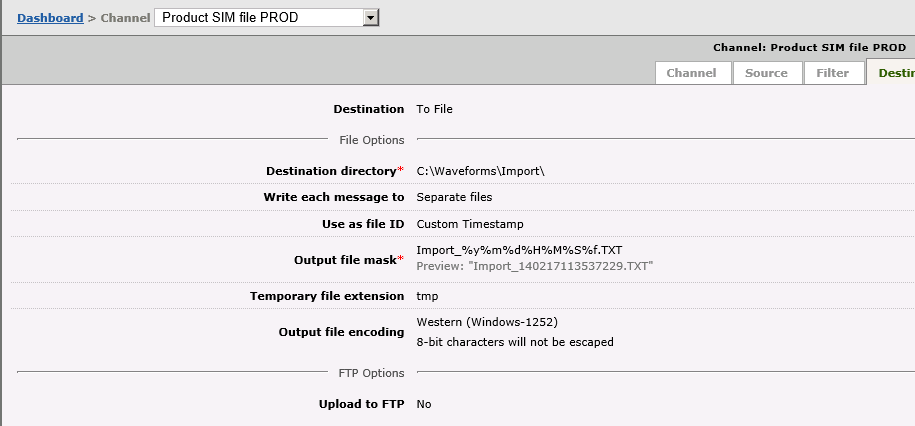 Dashboard > Channel Product SIM file PROD
Channel: Product SIM file PROD
Channel Source Filter Destin
Destination To File
File Options
Destination directory* C:\Waveforms\Import\
Write each message to Separate files
Use as file ID Custom Timestamp
Output file mask* Import_%y%m%d%H%M%S%f.TXT
Preview: "Import_140217113537229.TXT"
Temporary file extension tmp
Output file encoding Western (Windows-1252)
8-bit characters will not be escaped
FTP Options
Upload to FTP No